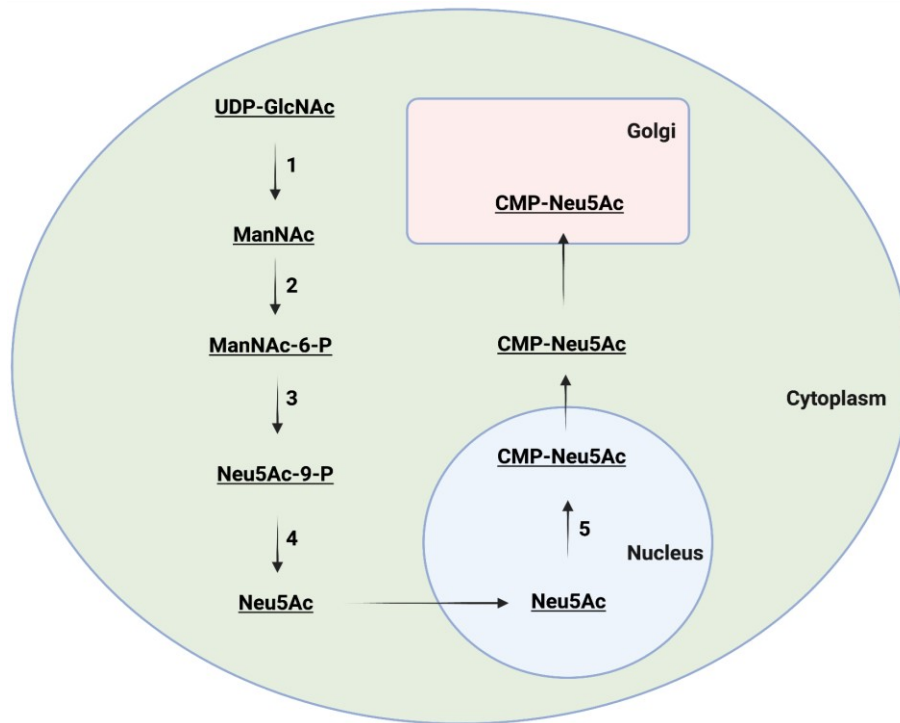 UDP-GlcNAc
1
ManNAc
2
ManNAc-6-P
3
Neu5Ac-9-P
4
Neu5Ac
Golgi
CMP-Neu5Ac
CMP-Neu5Ac
Cytoplasm
CMP-Neu5Ac
5
Nucleus
Neu5Ac